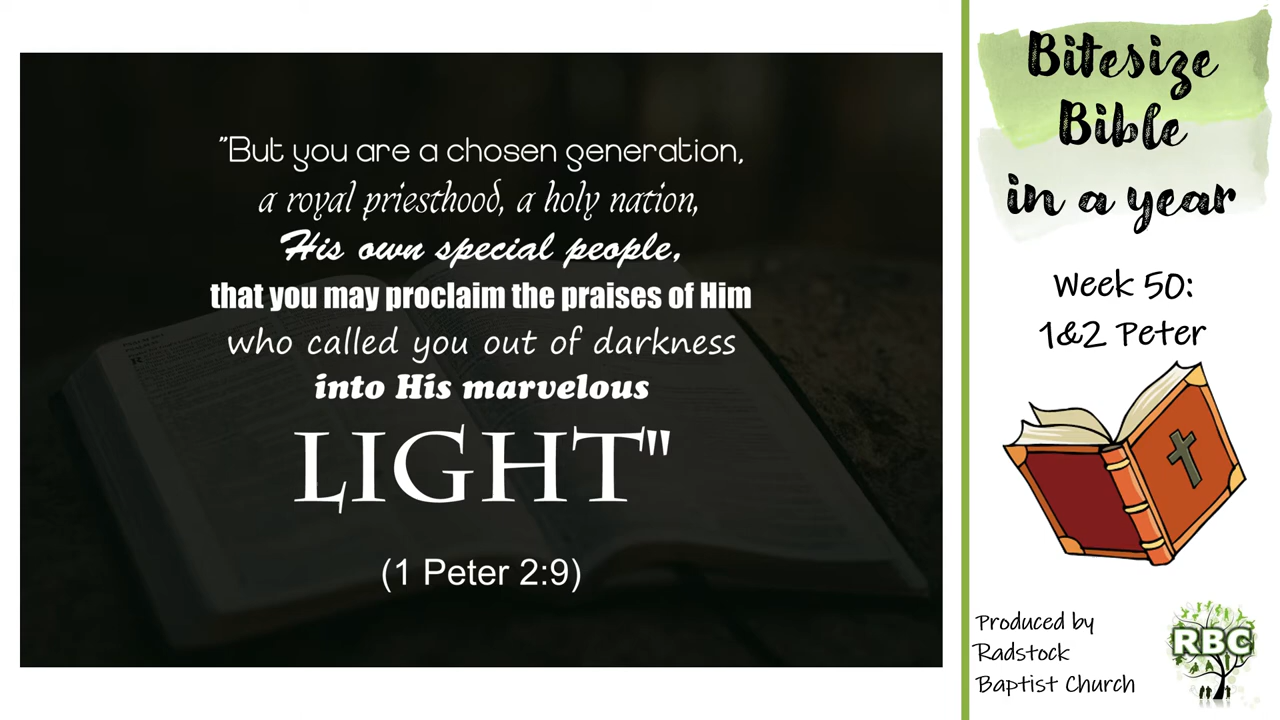 "But you are a chosen generation,
a royal priesthood, a holy nation,
His own special people,
that you may proclaim the praises of Him
who called you out of darkness
into His marvelous
LIGHT"
(1 Peter 2:9)
Bitesize
Bible
in a year
Week 50:
1&2 Peter
Produced by
Radstock
Baptist Church
RBC